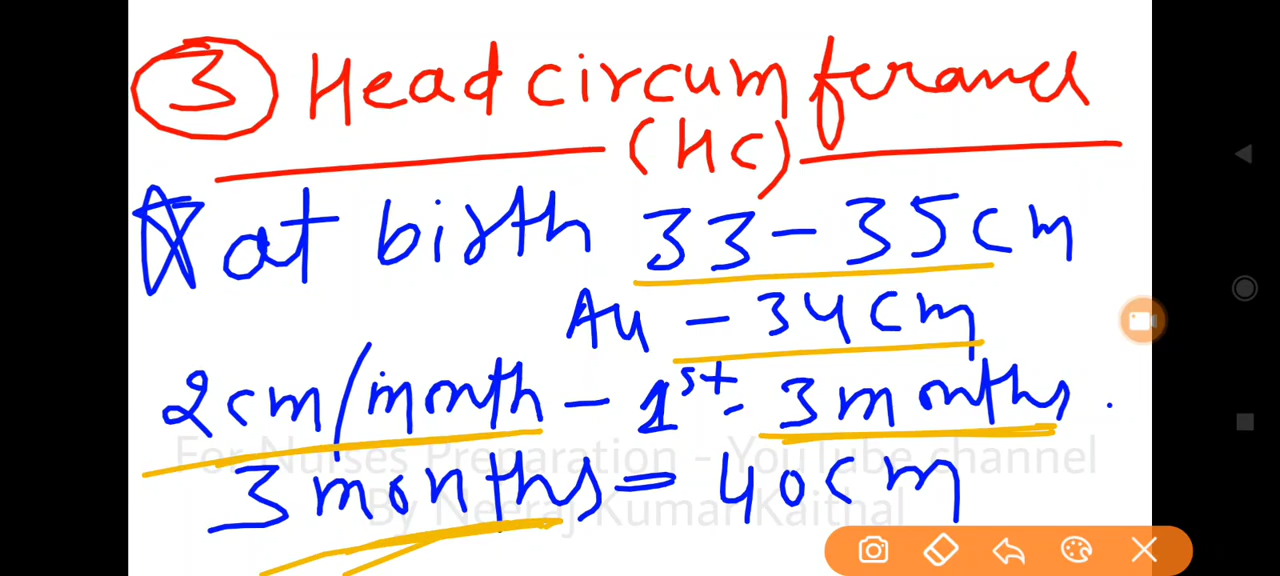 3 Head circumferance
(HC)
at birth 33-35cm
Au - 34cm
2cm/month - 1st - 3 months.
For Nurses Preparation - YouTube channel
3 months = 40cm
By Neeraj Kumar Kaithal